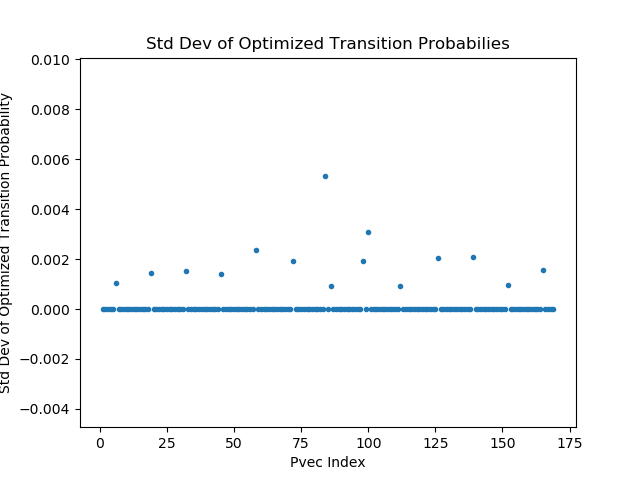 Std Dev of Optimized Transition Probabilies
Std Dev of Optimized Transition Probability
0.010
0.008
0.006
0.004
0.002
0.000
−0.002
−0.004
0 25 50 75 100 125 150 175
Pvec Index